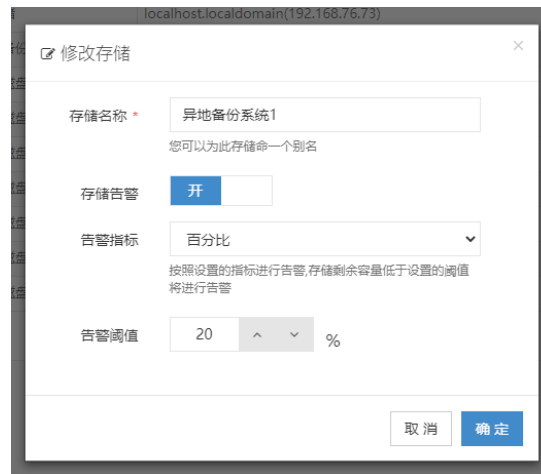 localhost.localdomain(192.168.76.73)
修改存储
×
存储名称 *
异地备份系统1
您可以为此存储命一个别名
存储告警
开
告警指标
百分比
按照设置的指标进行告警,存储剩余容量低于设置的阈值
将进行告警
告警阈值
20
%
取消
确定